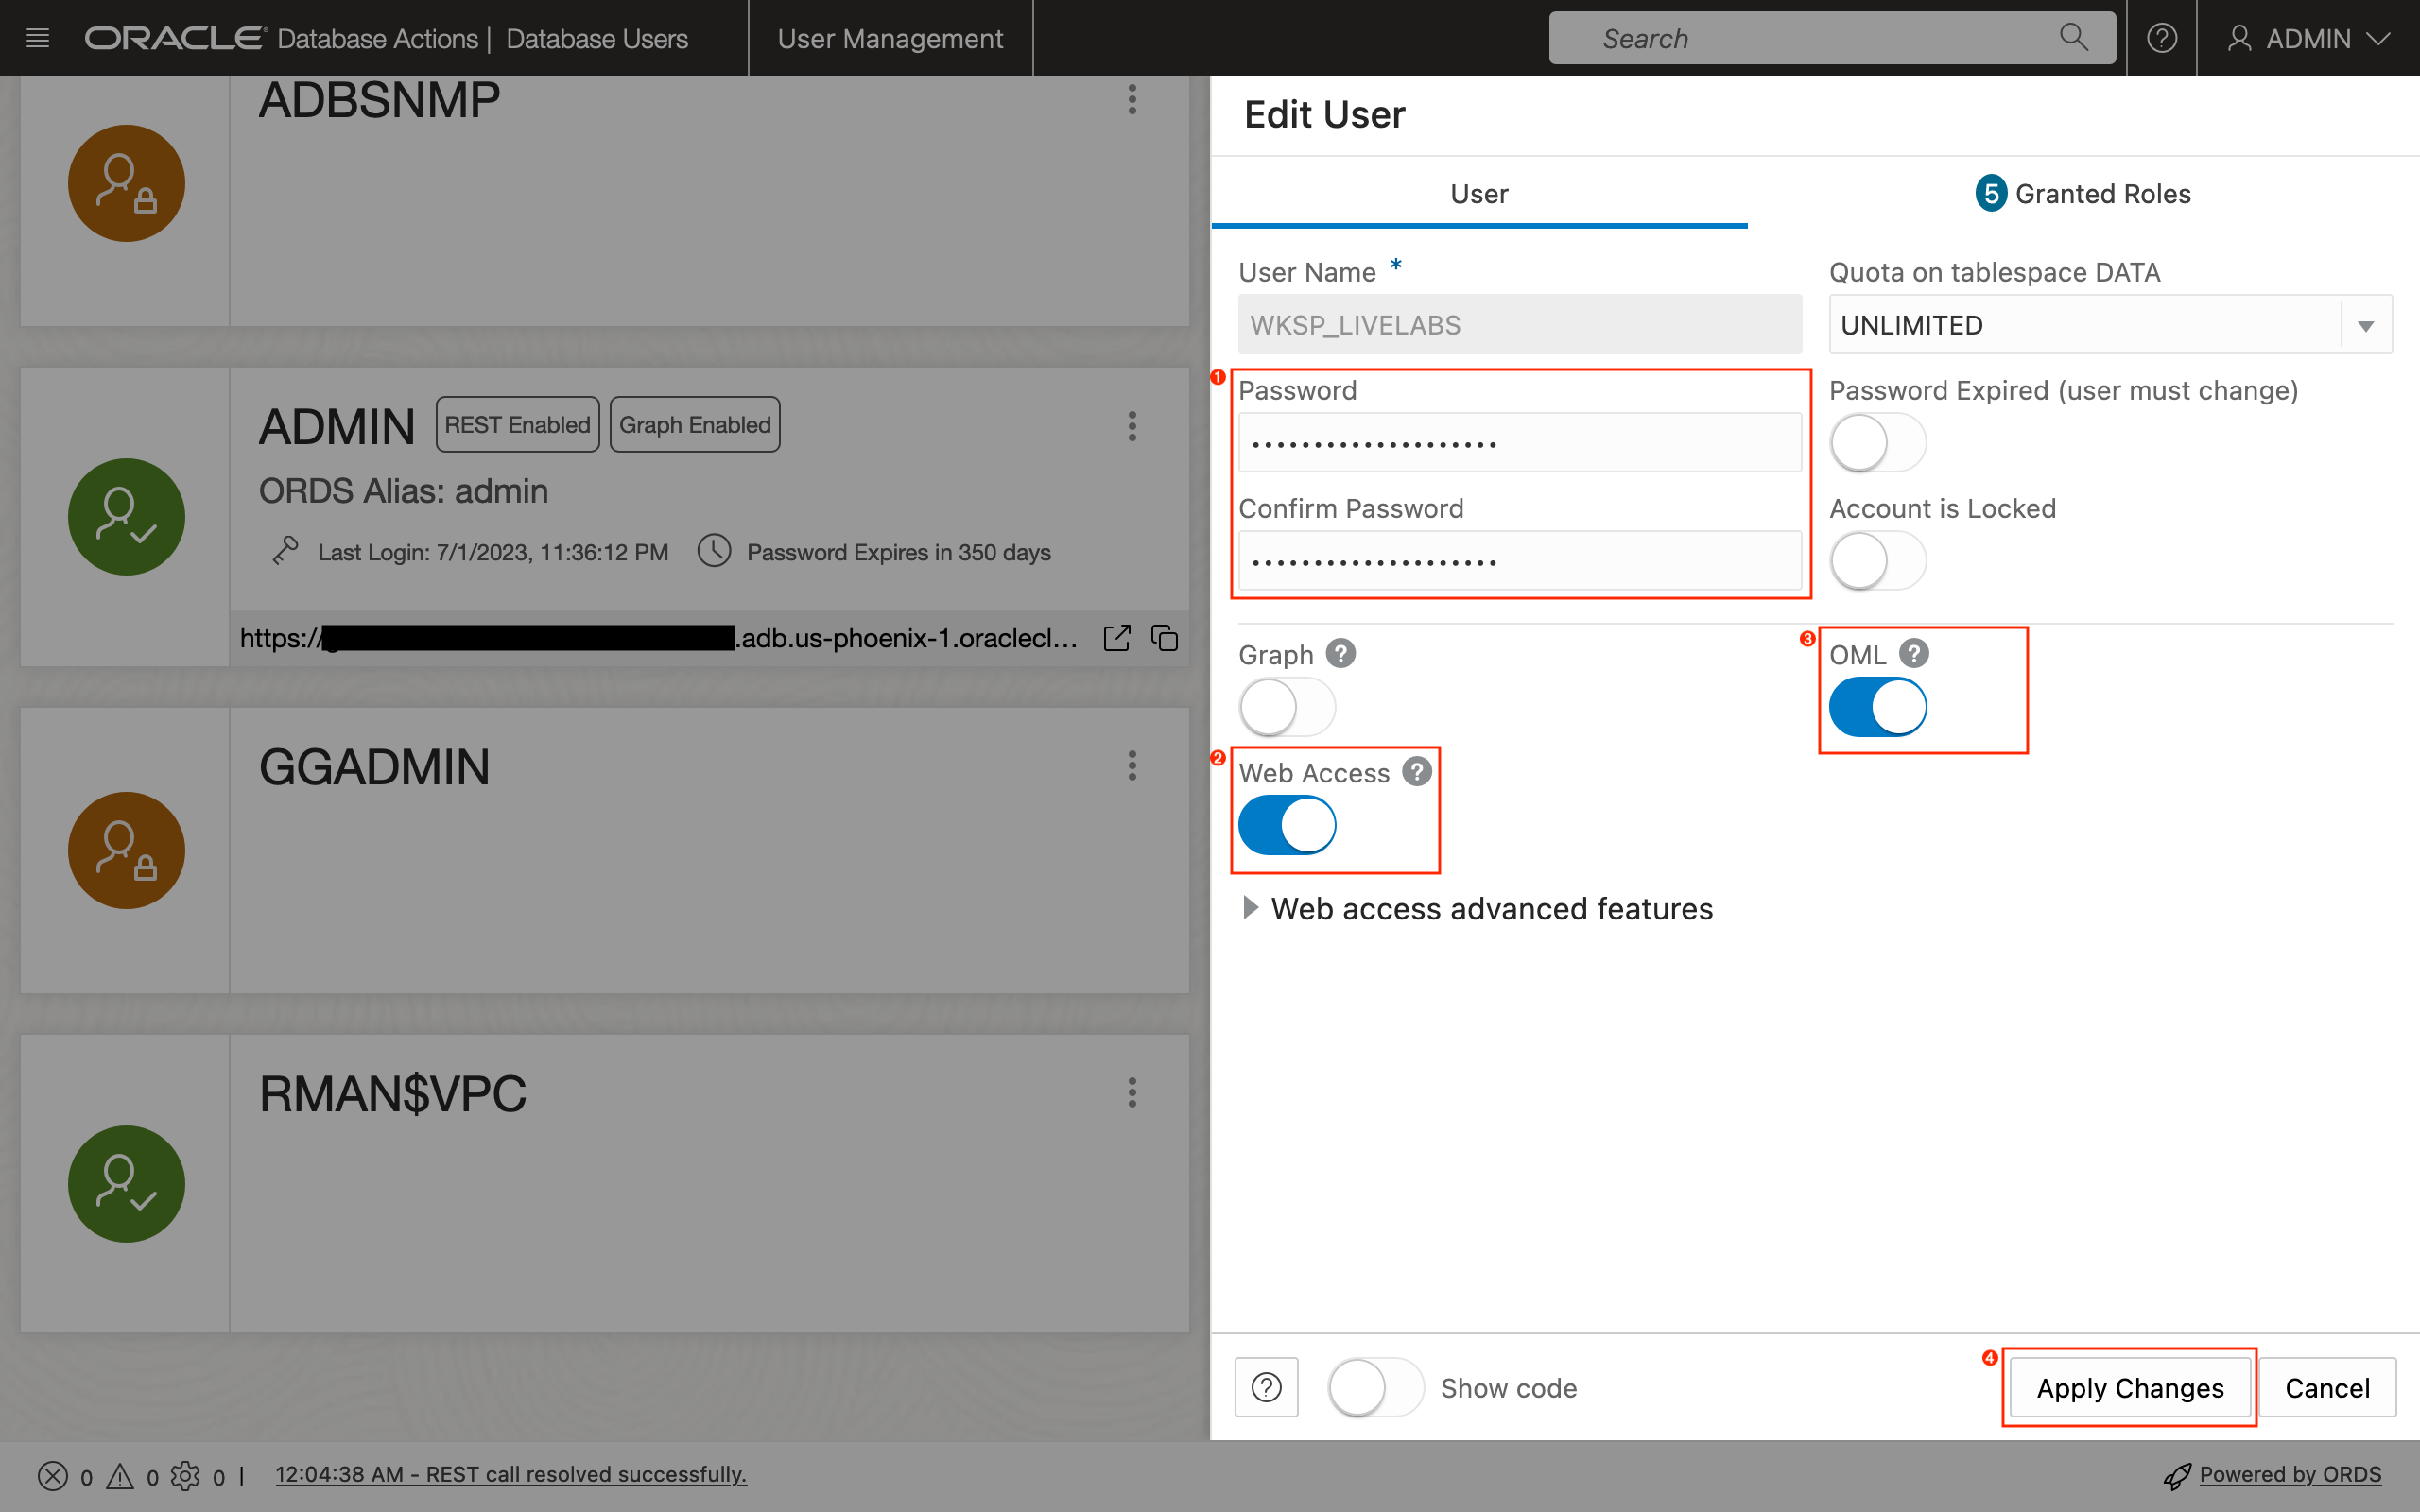 ORACLE Database Actions | Database Users
User Management
Search
ADMIN
ADBSNMP
ADMIN REST Enabled Graph Enabled
ORDS Alias: admin
Last Login: 7/1/2023, 11:36:12 PM Password Expires in 350 days
https:// .adb.us-phoenix-1.oraclecl...
GGADMIN
RMAN$VPC
Edit User
User
5 Granted Roles
User Name *
WKSP_LIVELABS
Quota on tablespace DATA
UNLIMITED
1
Password
....................
Password Expired (user must change)
Confirm Password
....................
Account is Locked
Graph ?
3
OML ?
2
Web Access ?
Web access advanced features
? Show code
4
Apply Changes
Cancel
0 0 0 | 12:04:38 AM - REST call resolved successfully.
Powered by ORDS